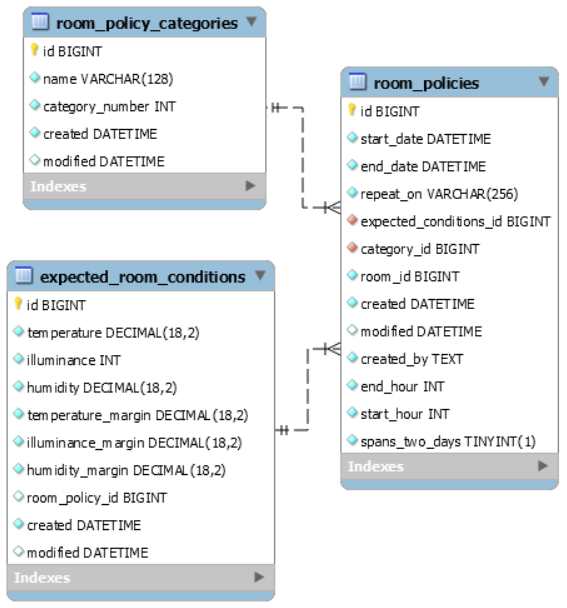 room_policy_categories
id BIGINT
name VARCHAR(128)
category_number INT
created DATETIME
modified DATETIME
Indexes
room_policies
id BIGINT
start_date DATETIME
end_date DATETIME
repeat_on VARCHAR(256)
expected_conditions_id BIGINT
category_id BIGINT
room_id BIGINT
created DATETIME
modified DATETIME
created_by TEXT
end_hour INT
start_hour INT
spans_two_days TINYINT(1)
Indexes
expected_room_conditions
id BIGINT
temperature DECIMAL(18,2)
illuminance INT
humidity DECIMAL(18,2)
temperature_margin DECIMAL(18,2)
illuminance_margin DECIMAL(18,2)
humidity_margin DECIMAL(18,2)
room_policy_id BIGINT
created DATETIME
modified DATETIME
Indexes